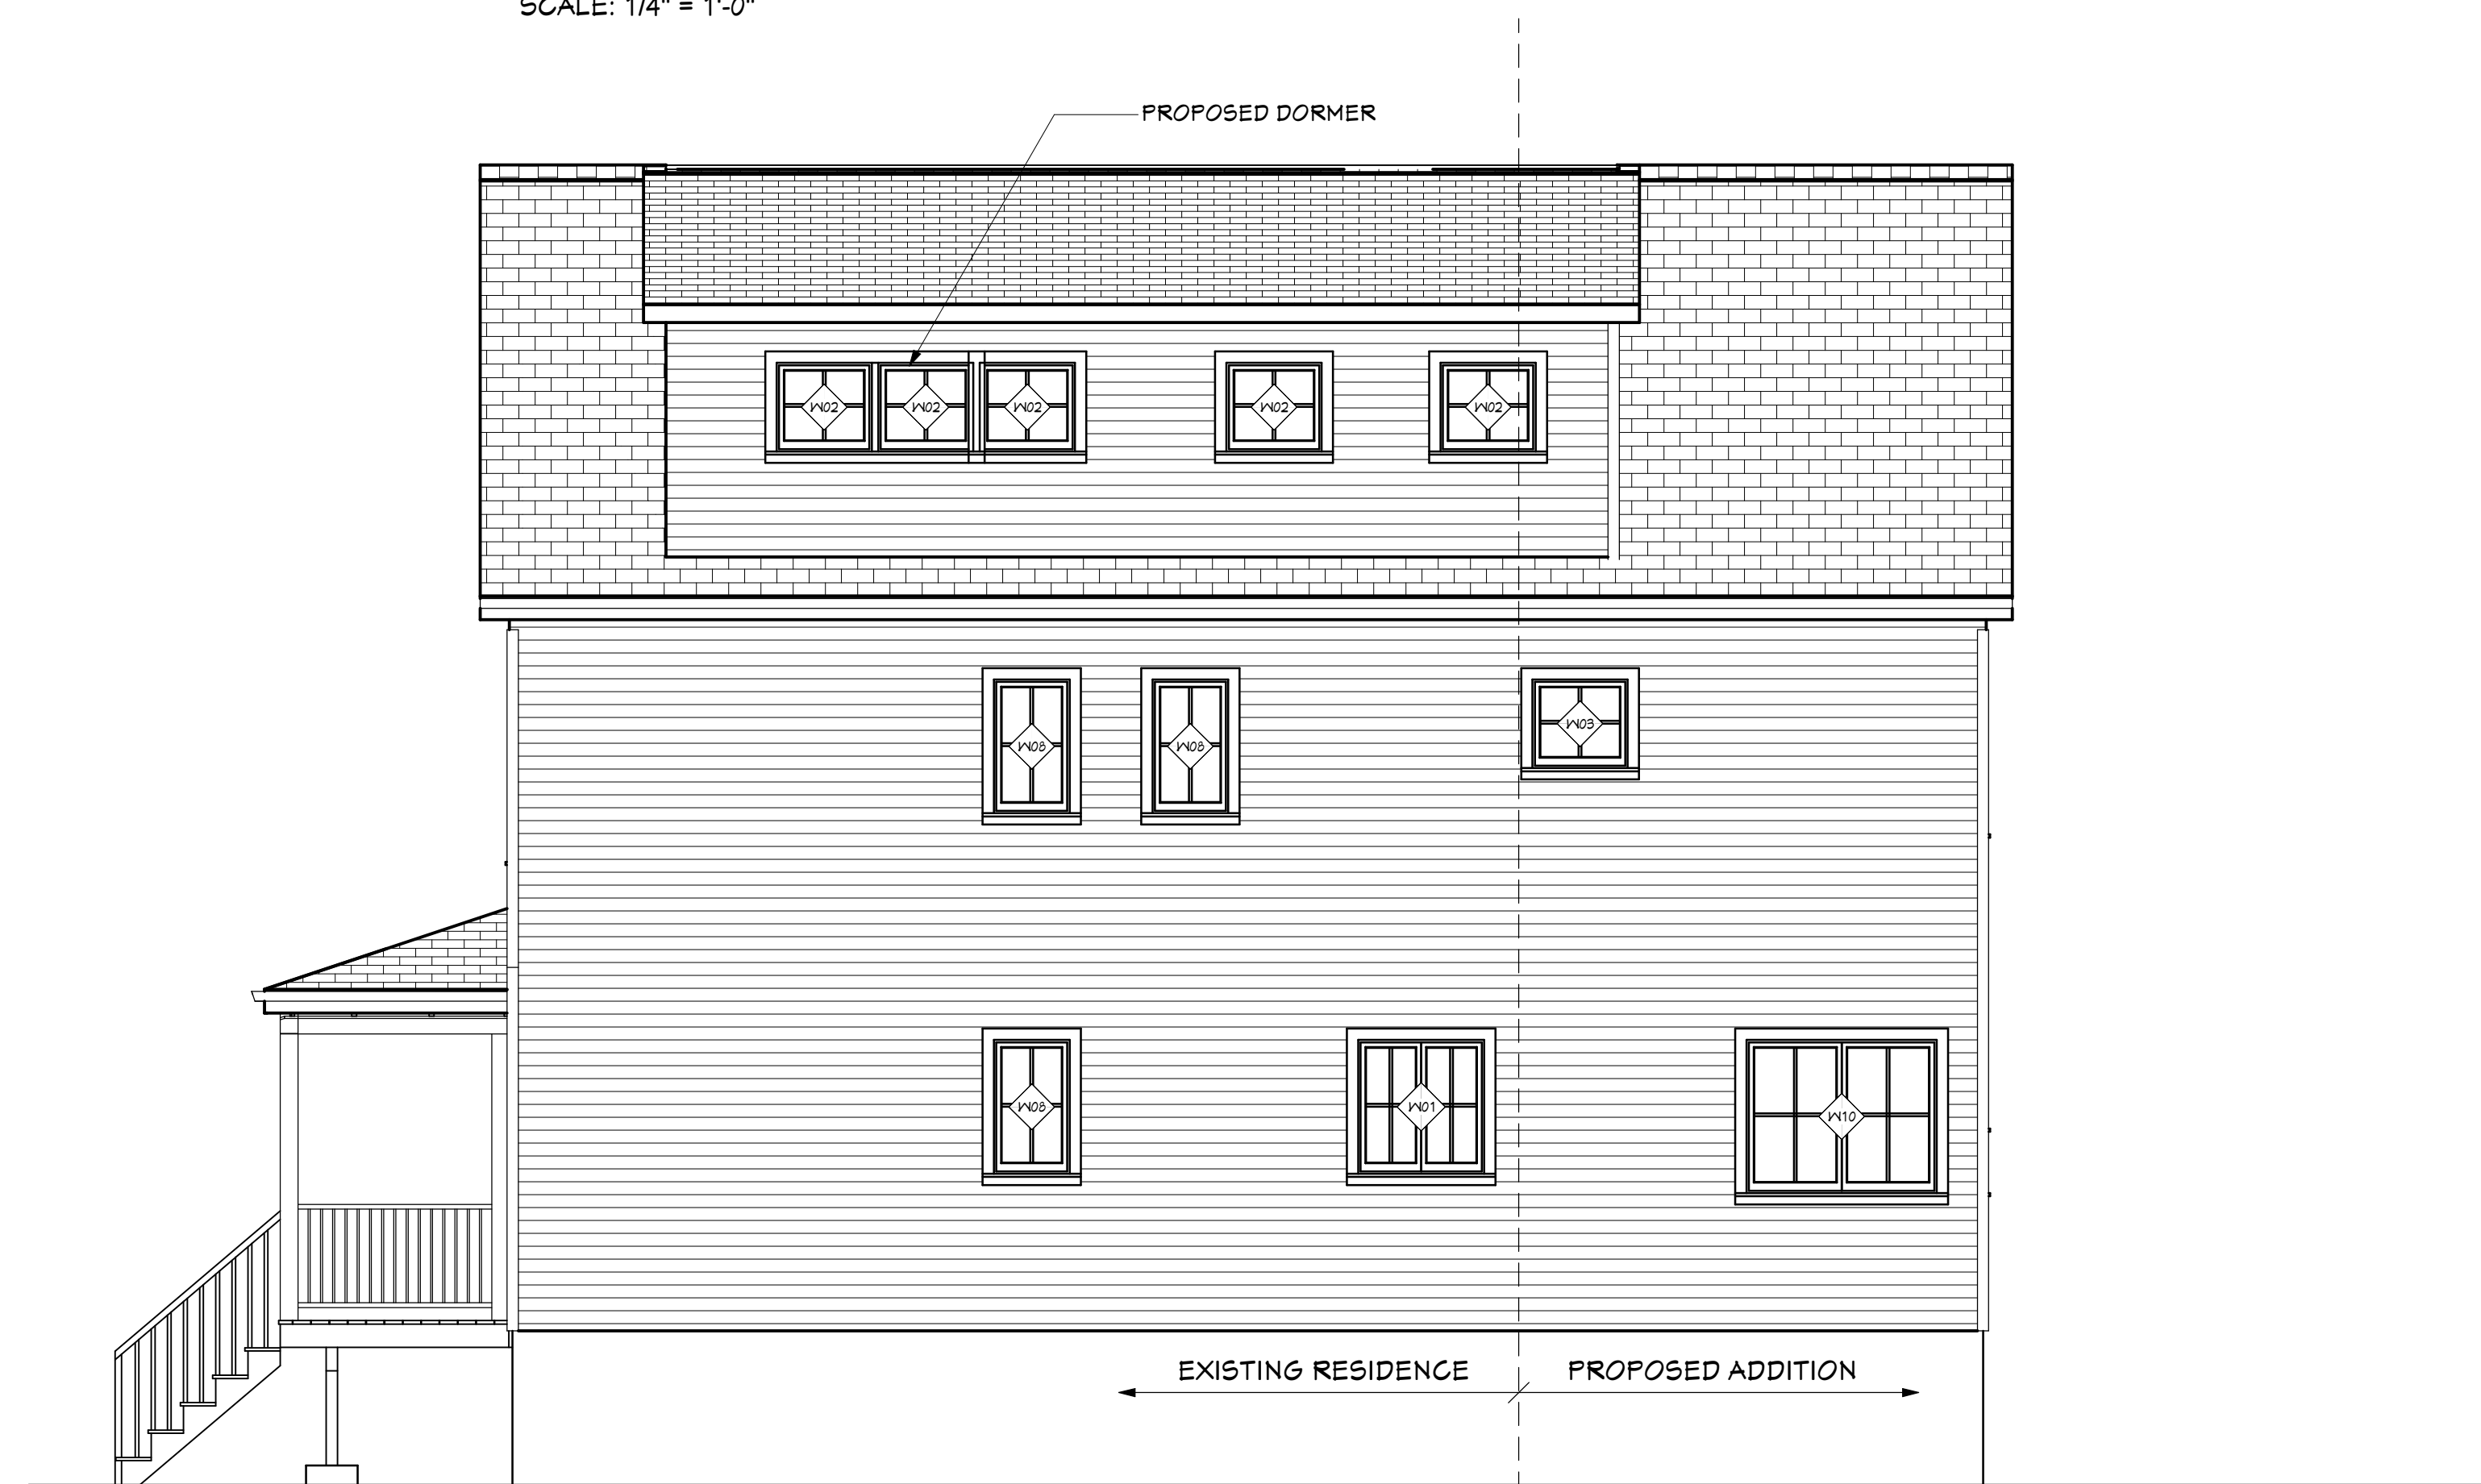 SCALE: 1/4" = 1'-0"
PROPOSED DORMER
W02 W02 W02 W02 W02
W08 W08 W03
W08 W01 W10
EXISTING RESIDENCE PROPOSED ADDITION